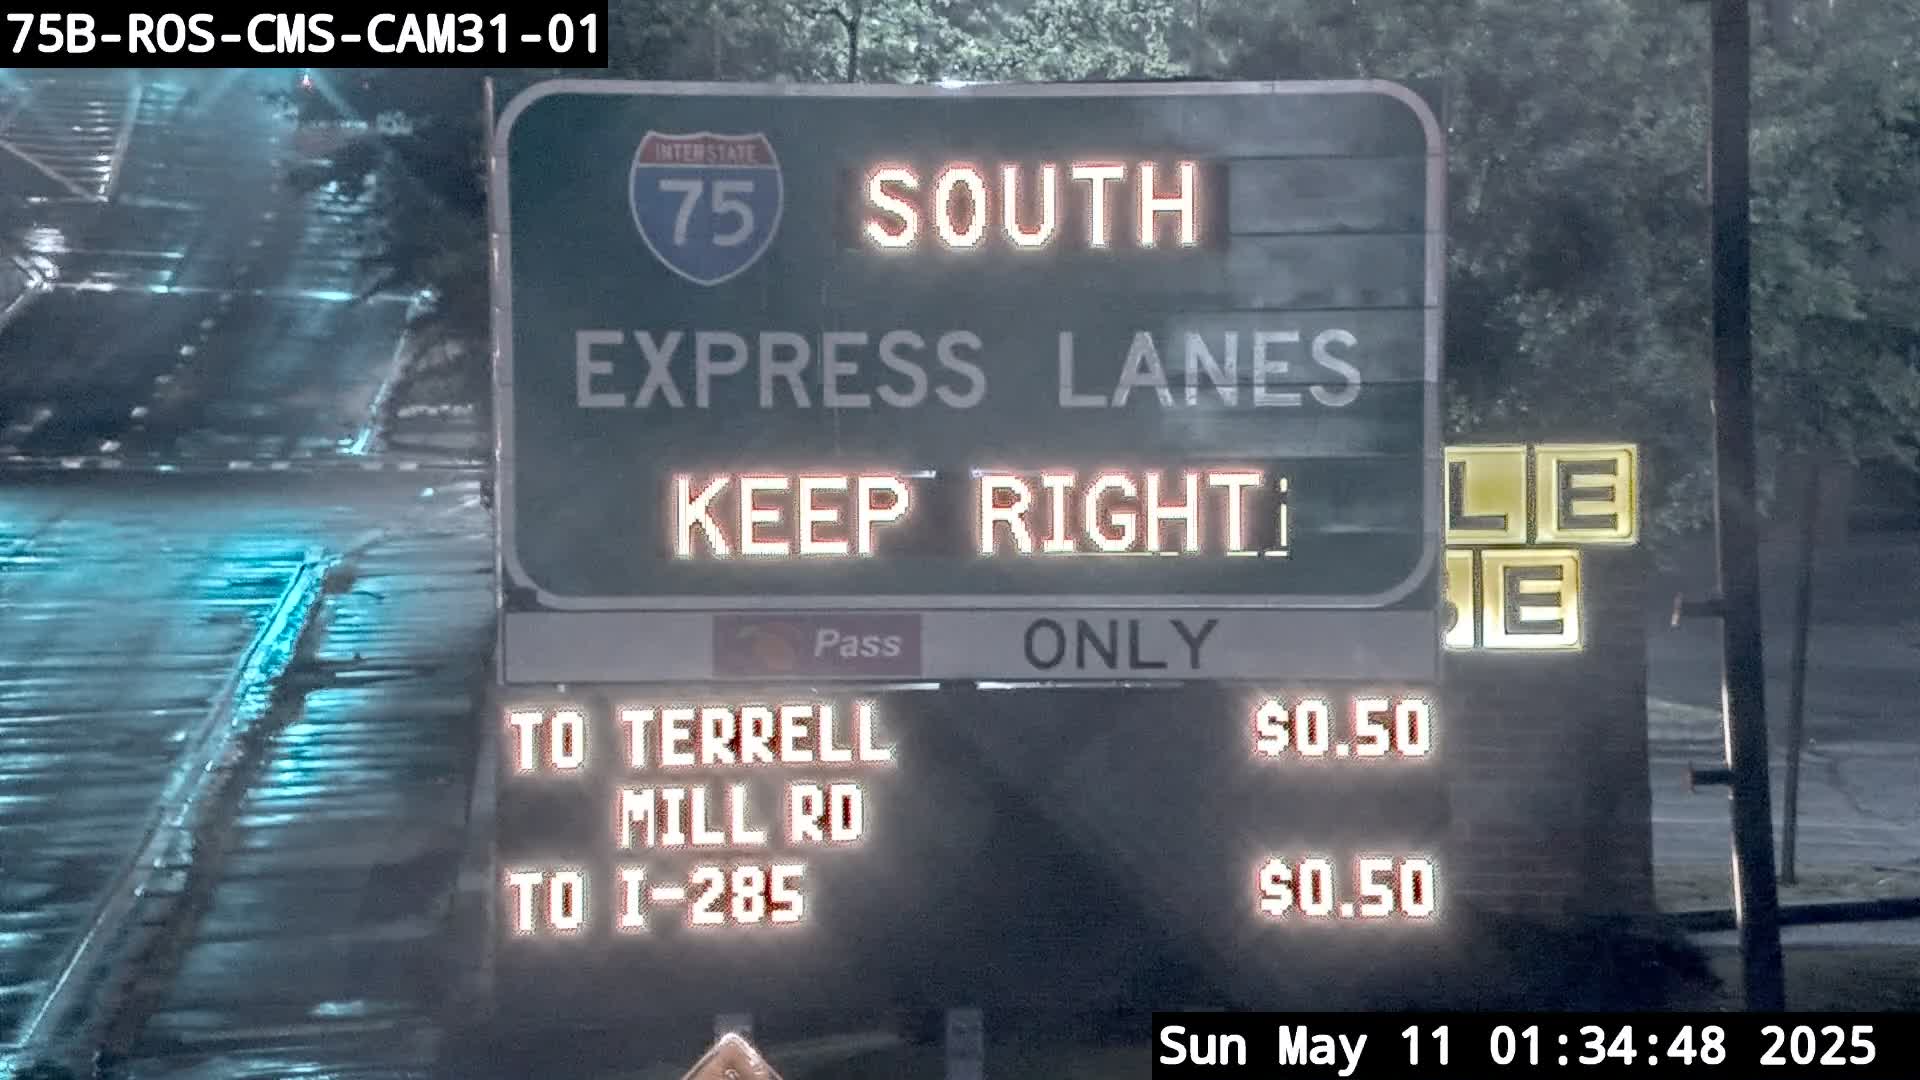 75B-ROS-CMS-CAM31-01
INTERSTATE
75
SOUTH
EXPRESS LANES
KEEP RIGHT
Pass ONLY
TO TERRELL $0.50
MILL RD
TO I-285 $0.50
LE
E
Sun May 11 01:34:48 2025